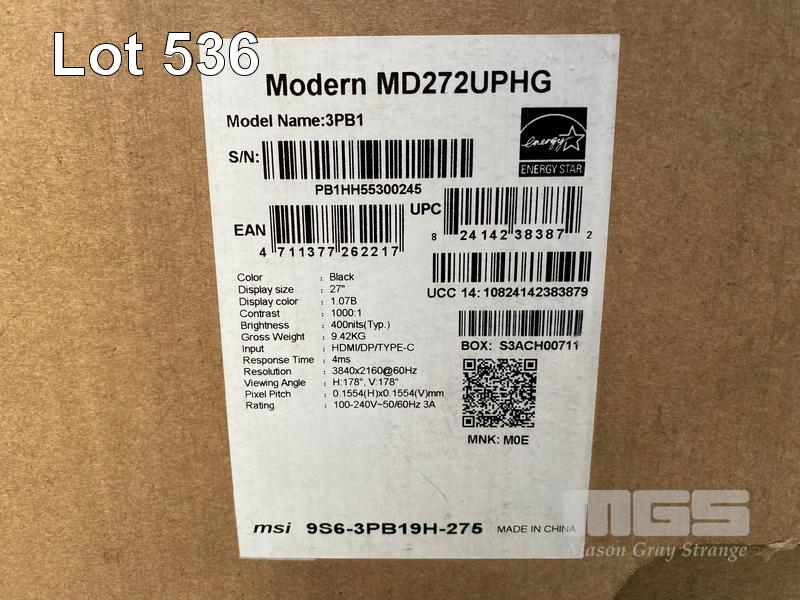 Lot 536
Modern MD272UPHG
Model Name:3PB1
energy
ENERGY STAR
S/N:
PB1HH55300245
EAN
4 711377 262217
UPC
8 24142 38387 2
UCC 14: 10824142383879
Color : Black
Display size : 27"
Display color : 1.07B
Contrast : 1000:1
Brightness : 400nits(Typ.)
Gross Weight : 9.42KG
Input : HDMI/DP/TYPE-C
Response Time : 4ms
Resolution : 3840x2160@60Hz
Viewing Angle : H:178°, V:178°
Pixel Pitch : 0.1554(H)x0.1554(V)mm
Rating : 100-240V~50/60Hz 3A
BOX: S3ACH00711
MNK: M0E
msi 9S6-3PB19H-275 MADE IN CHINA
MGS
Mason Gray Strange